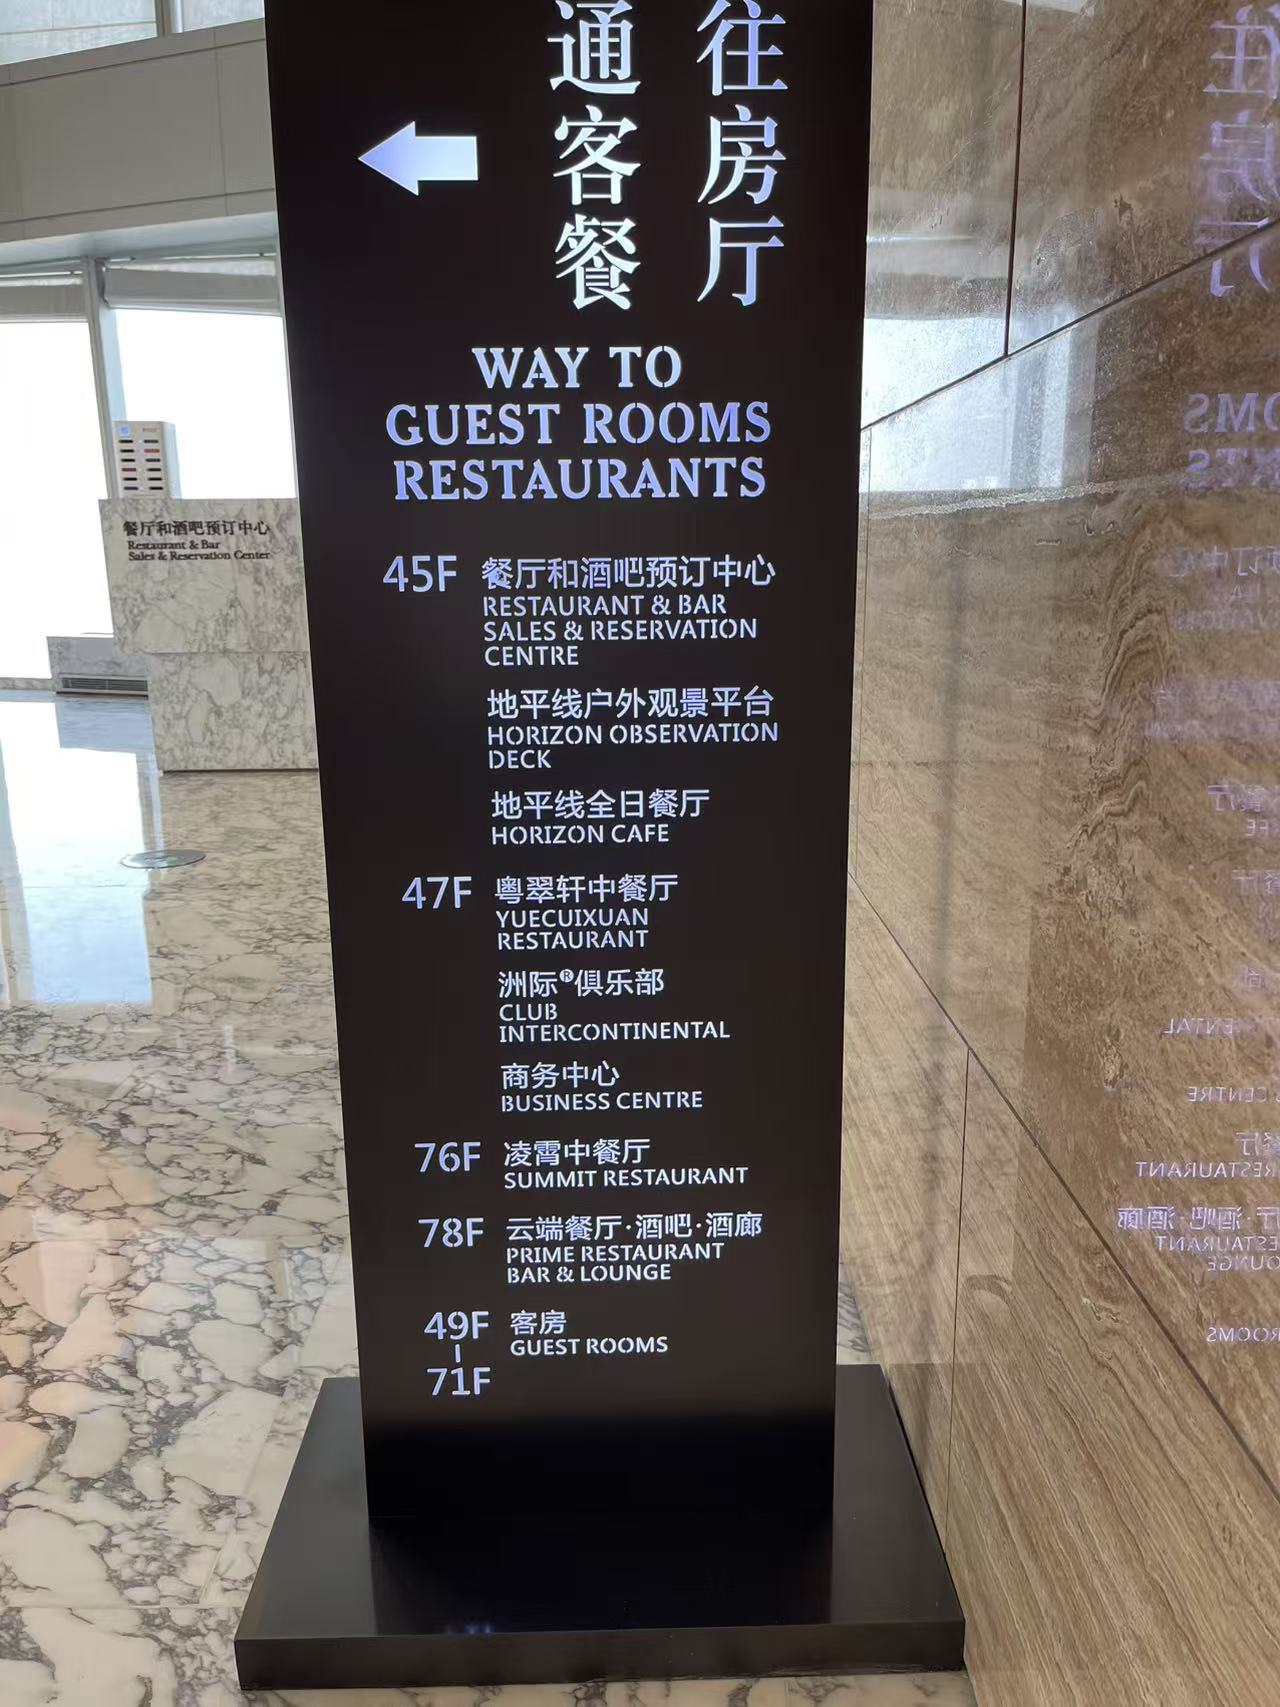 通往
客房
餐厅
WAY TO
GUEST ROOMS
RESTAURANTS
45F 餐厅和酒吧预订中心
RESTAURANT & BAR
SALES & RESERVATION
CENTRE
地平线户外观景平台
HORIZON OBSERVATION
DECK
地平线全日餐厅
HORIZON CAFE
47F 粤翠轩中餐厅
YUECUIXUAN
RESTAURANT
洲际®俱乐部
CLUB
INTERCONTINENTAL
商务中心
BUSINESS CENTRE
76F 凌霄中餐厅
SUMMIT RESTAURANT
78F 云端餐厅·酒吧·酒廊
PRIME RESTAURANT
BAR & LOUNGE
49F 客房
| GUEST ROOMS
71F
餐厅和酒吧预订中心
Restaurant & Bar
Sales & Reservation Center